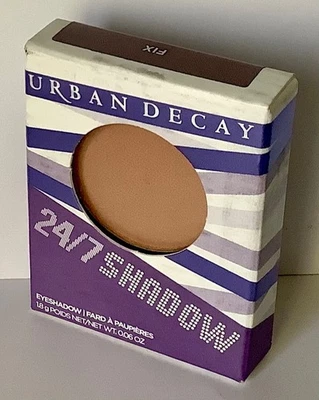 FIX
URBAN DECAY
24/7 SHADOW
EYESHADOW | FARD À PAUPIÈRES
1.8 g POIDS NET/NET WT. 0.06 OZ